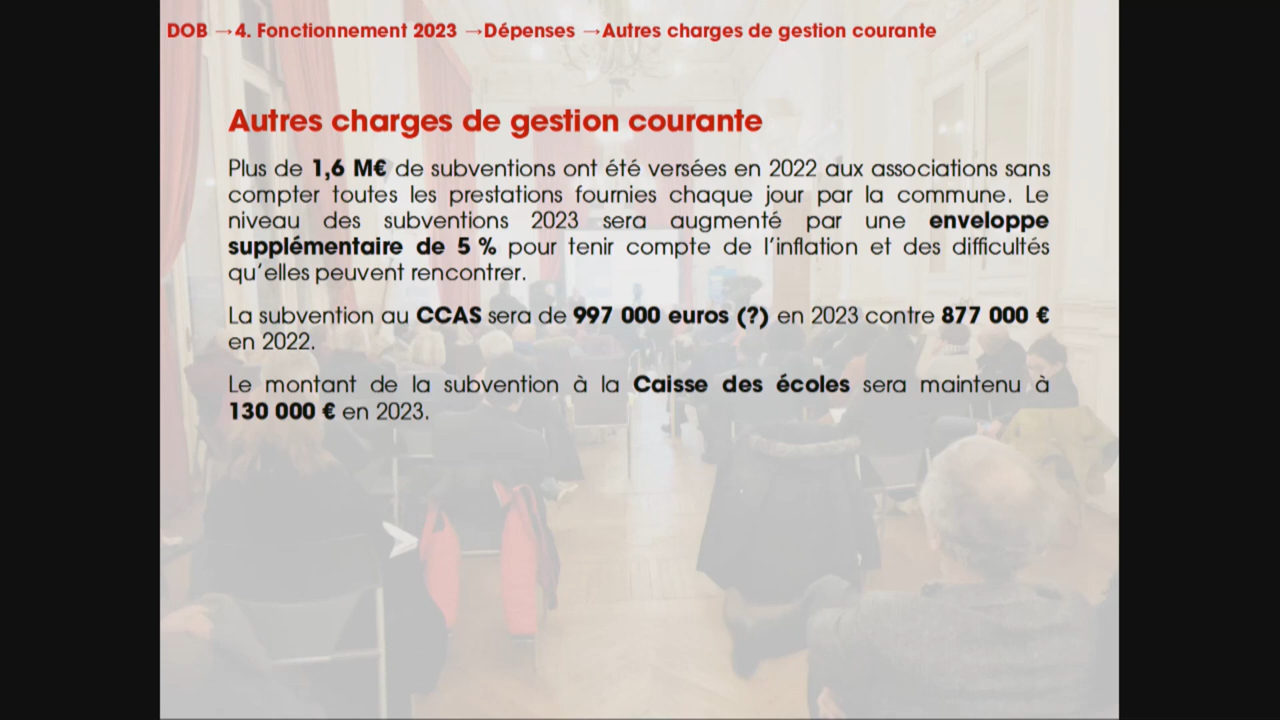 DOB →4. Fonctionnement 2023 →Dépenses →Autres charges de gestion courante
Autres charges de gestion courante
Plus de 1,6 M€ de subventions ont été versées en 2022 aux associations sans
compter toutes les prestations fournies chaque jour par la commune. Le
niveau des subventions 2023 sera augmenté par une enveloppe
supplémentaire de 5 % pour tenir compte de l'inflation et des difficultés
qu'elles peuvent rencontrer.
La subvention au CCAS sera de 997 000 euros (?) en 2023 contre 877 000 €
en 2022.
Le montant de la subvention à la Caisse des écoles sera maintenu à
130 000 € en 2023.